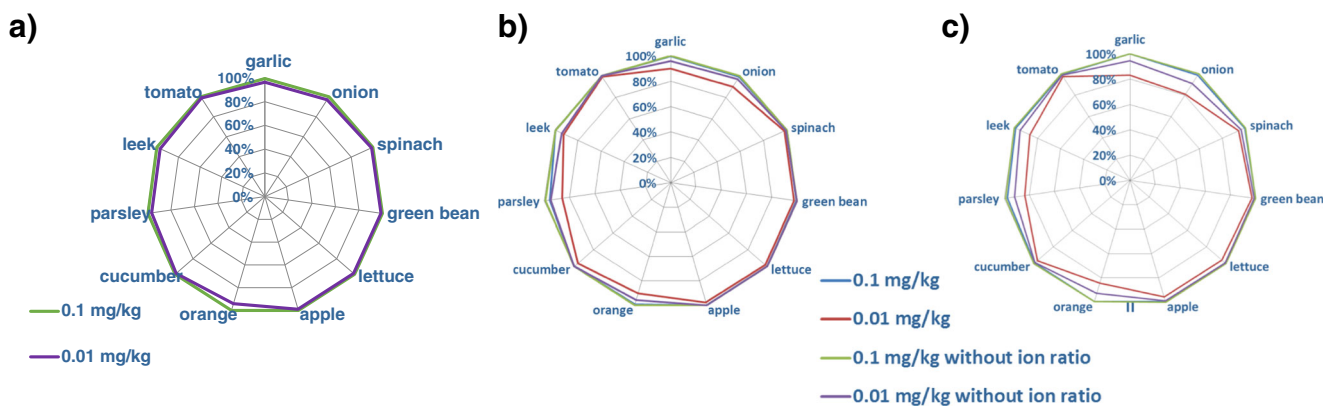 a)
garlic
100%
80%
60%
40%
20%
0%
onion
spinach
green bean
lettuce
apple
orange
cucumber
parsley
leek
tomato
0.1 mg/kg
0.01 mg/kg
b)
garlic
100%
80%
60%
40%
20%
0%
onion
spinach
green bean
lettuce
apple
orange
cucumber
parsley
leek
tomato
0.1 mg/kg
0.01 mg/kg
0.1 mg/kg without ion ratio
0.01 mg/kg without ion ratio
c)
garlic
100%
80%
60%
40%
20%
0%
onion
spinach
green bean
lettuce
apple
orange
cucumber
parsley
leek
tomato